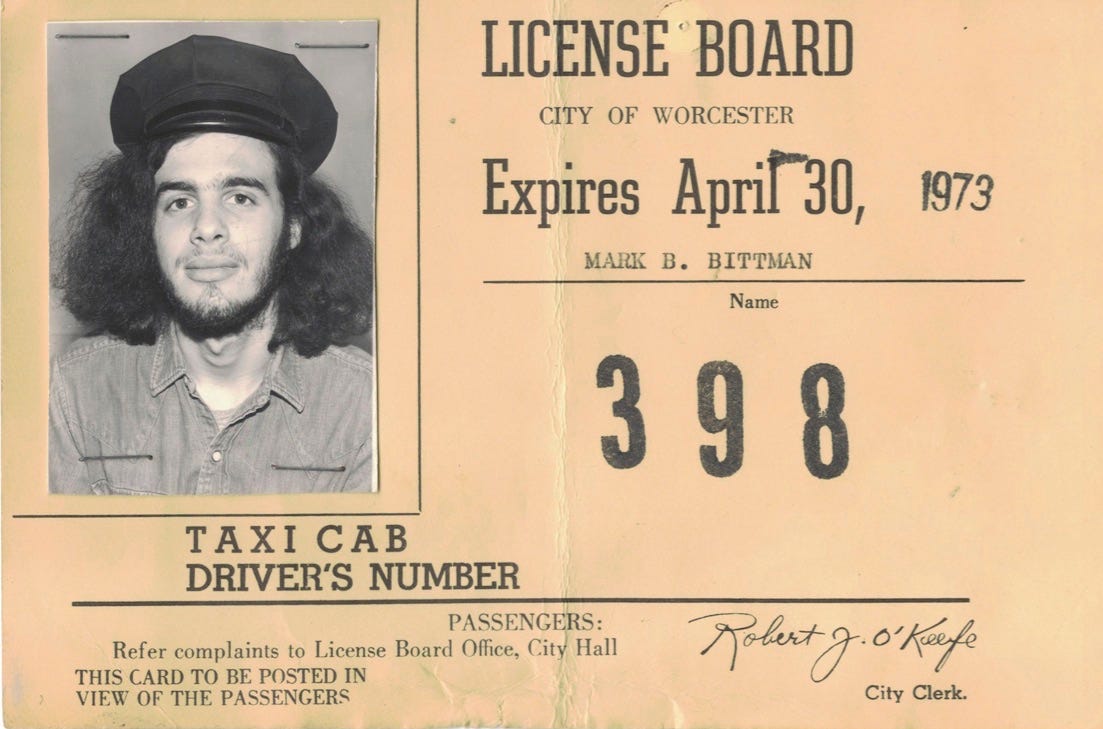 LICENSE BOARD
CITY OF WORCESTER
Expires April 30, 1973
MARK B. BITTMAN
Name
398
TAXI CAB
DRIVER'S NUMBER
PASSENGERS:
Refer complaints to License Board Office, City Hall
THIS CARD TO BE POSTED IN
VIEW OF THE PASSENGERS
Robert J. O'Keefe
City Clerk.